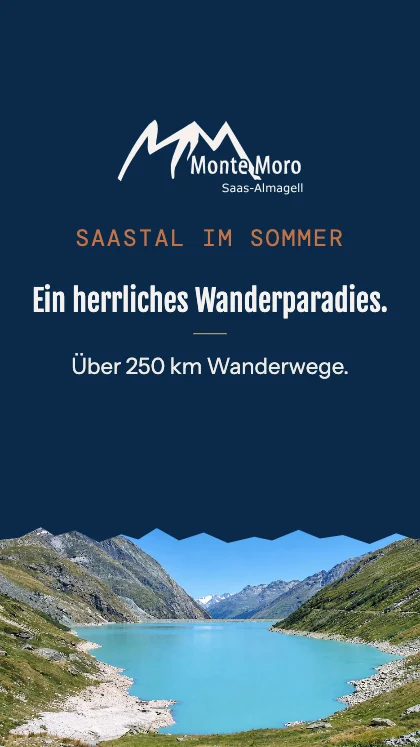 Monte Moro
Saas-Almagell
SAASTAL IM SOMMER
Ein herrliches Wanderparadies.
Über 250 km Wanderwege.